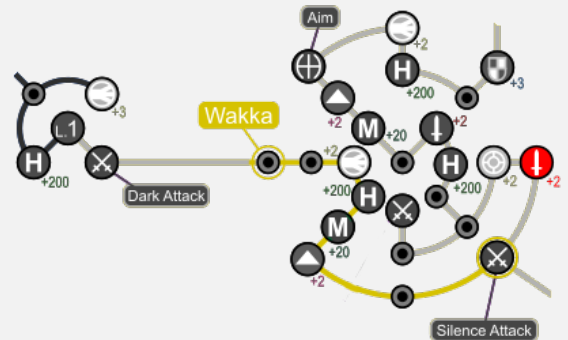 Aim
+2
H
+200
+3
+2
M
+20
+2
+3
L.1
Wakka
H
+200
+2
H
+200
+2
+2
Dark Attack
+200
H
M
+20
+2
Silence Attack